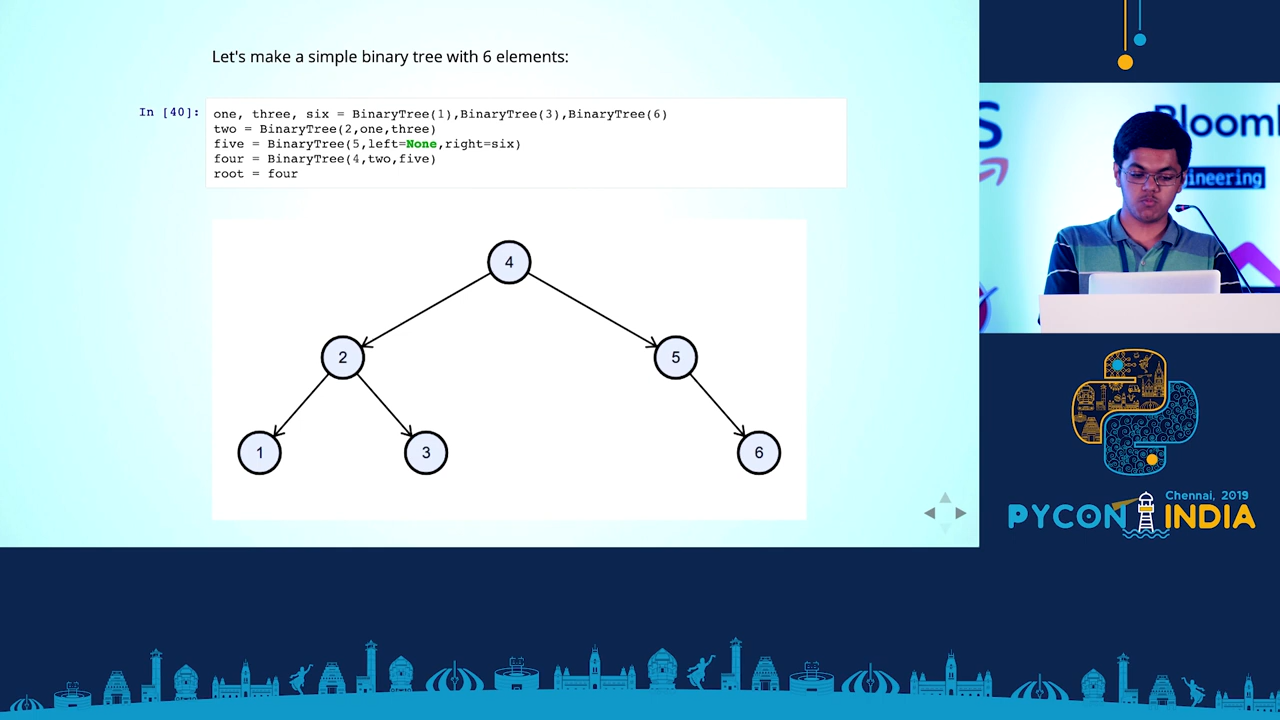 Let's make a simple binary tree with 6 elements:
In [40]:
one, three, six = BinaryTree(1),BinaryTree(3),BinaryTree(6)
two = BinaryTree(2,one,three)
five = BinaryTree(5,left=None,right=six)
four = BinaryTree(4,two,five)
root = four
4
2
5
1
3
6
S
Bloom
ineering
Chennai, 2019
PYCON INDIA